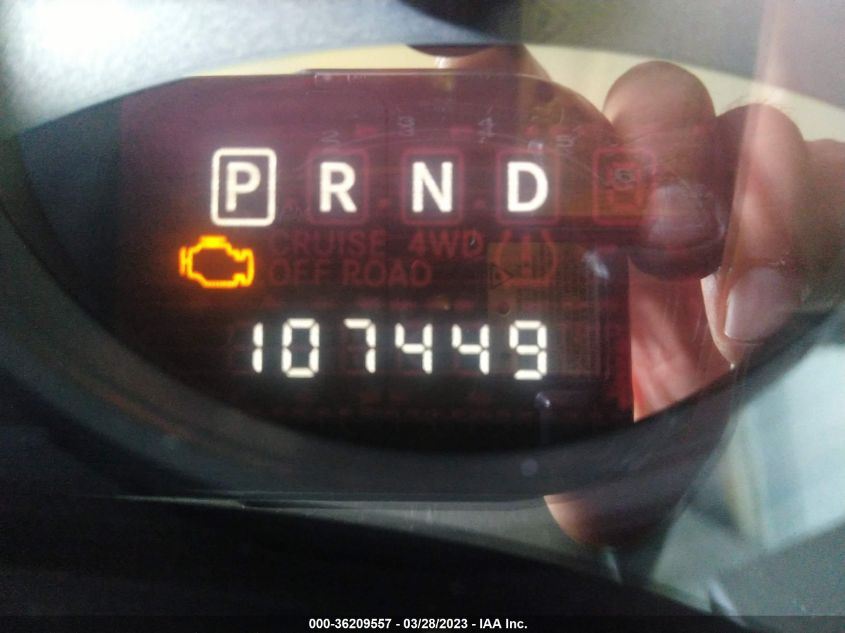 P R N D
CRUISE 4WD
OFF ROAD
107449
000-36209557 - 03/28/2023 - IAA Inc.